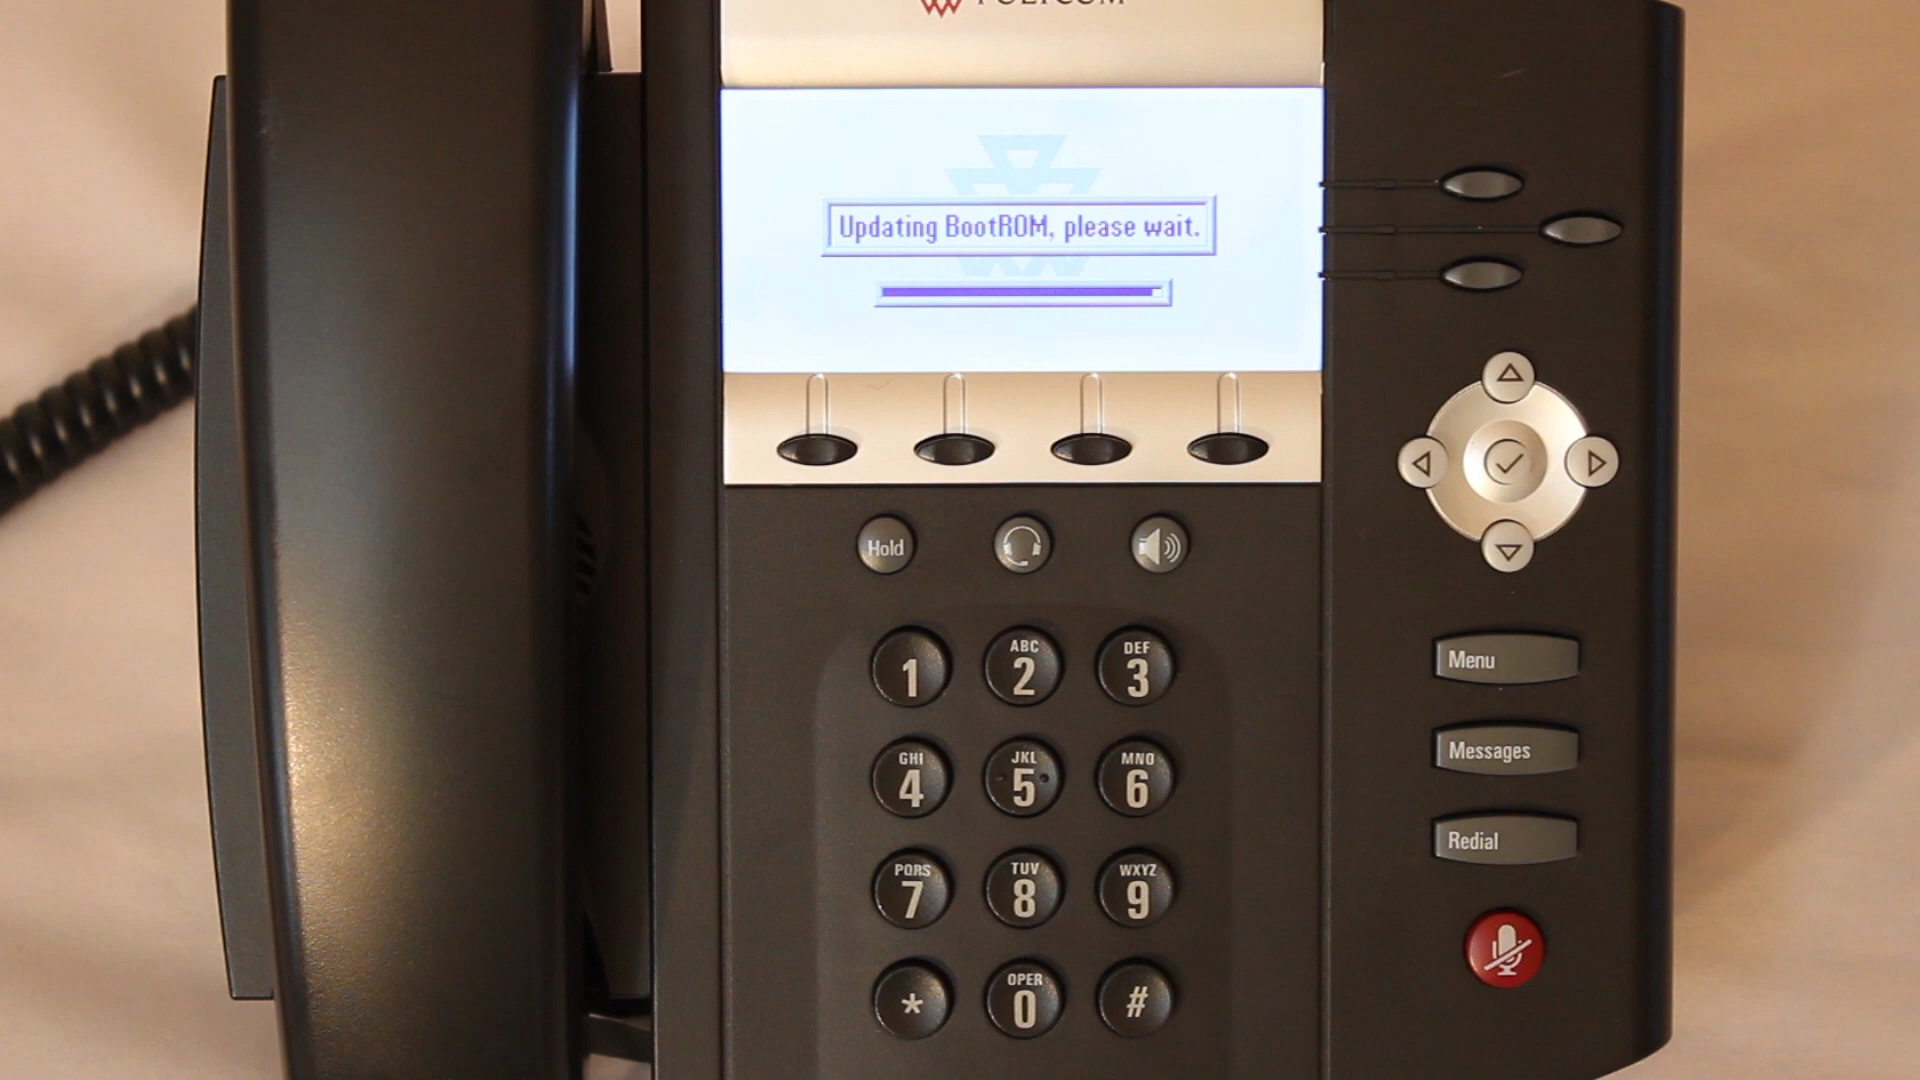 POLYCOM
Updating BootROM, please wait.
Hold
1
ABC
2
DEF
3
GHI
4
JKL
5
MNO
6
PQRS
7
TUV
8
WXYZ
9
*
OPER
0
#
Menu
Messages
Redial